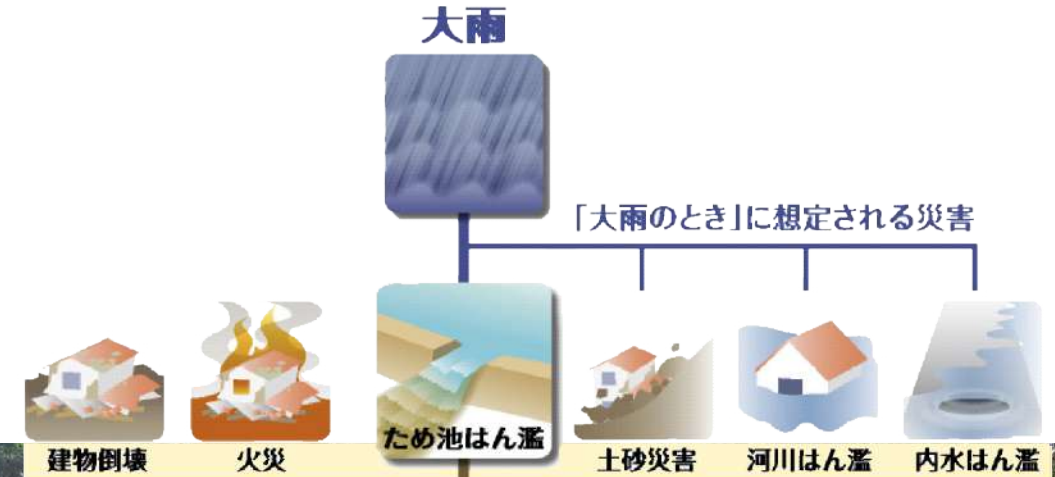 大雨
「大雨のとき」に想定される災害
建物倒壊
火災
ため池はん濫
土砂災害
河川はん濫
内水はん濫